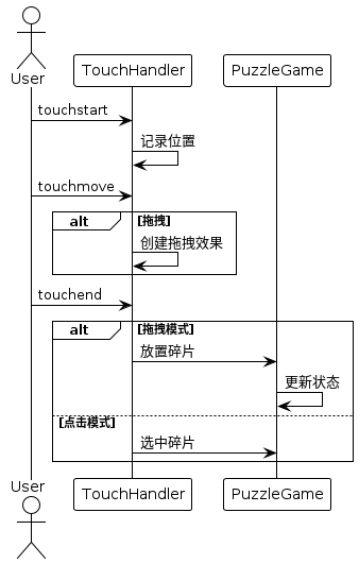 User
TouchHandler
PuzzleGame
touchstart
记录位置
touchmove
alt
[拖拽]
创建拖拽效果
touchend
alt
[拖拽模式]
放置碎片
更新状态
[点击模式]
选中碎片
User
TouchHandler
PuzzleGame